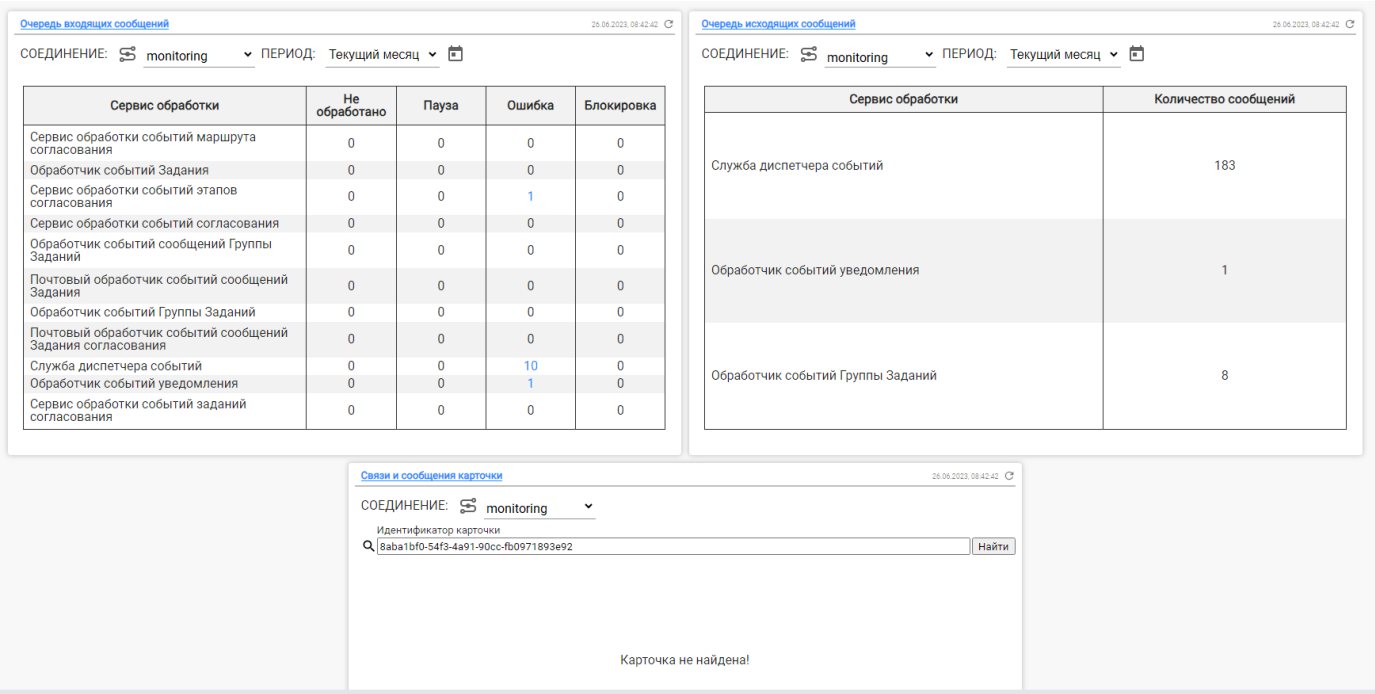 Очередь входящих сообщений
26.06.2023, 08:42:42
СОЕДИНЕНИЕ: monitoring ПЕРИОД: Текущий месяц
Сервис обработки Не обработано Пауза Ошибка Блокировка
Сервис обработки событий маршрута
согласования 0 0 0 0
Обработчик событий Задания 0 0 0 0
Сервис обработки событий этапов
согласования 0 0 1 0
Сервис обработки событий согласования 0 0 0 0
Обработчик событий сообщений Группы
Заданий 0 0 0 0
Почтовый обработчик событий сообщений
Задания 0 0 0 0
Обработчик событий Группы Заданий 0 0 0 0
Почтовый обработчик событий сообщений
Задания согласования 0 0 0 0
Служба диспетчера событий 0 0 10 0
Обработчик событий уведомления 0 0 1 0
Сервис обработки событий заданий
согласования 0 0 0 0
Очередь исходящих сообщений
26.06.2023, 08:42:42
СОЕДИНЕНИЕ: monitoring ПЕРИОД: Текущий месяц
Сервис обработки Количество сообщений
Служба диспетчера событий 183
Обработчик событий уведомления 1
Обработчик событий Группы Заданий 8
Связи и сообщения карточки
26.06.2023, 08:42:42
СОЕДИНЕНИЕ: monitoring
Идентификатор карточки
8aba1bf0-54f3-4a91-90cc-fb0971893e92 Найти
Карточка не найдена!